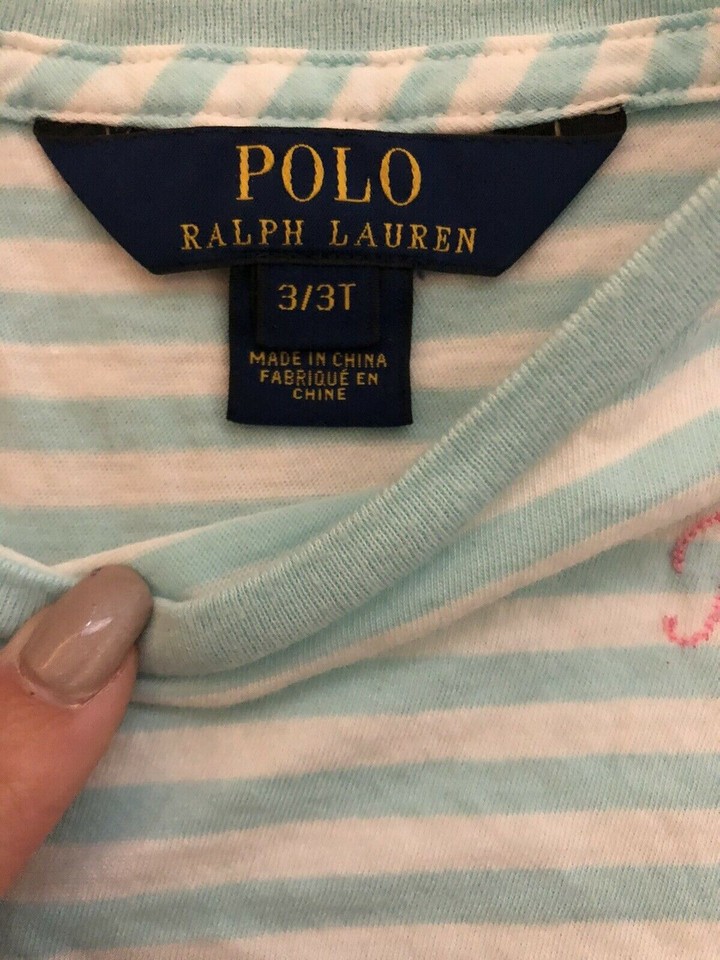 POLO
RALPH LAUREN
3/3T
MADE IN CHINA
FABRIQUÉ EN
CHINE